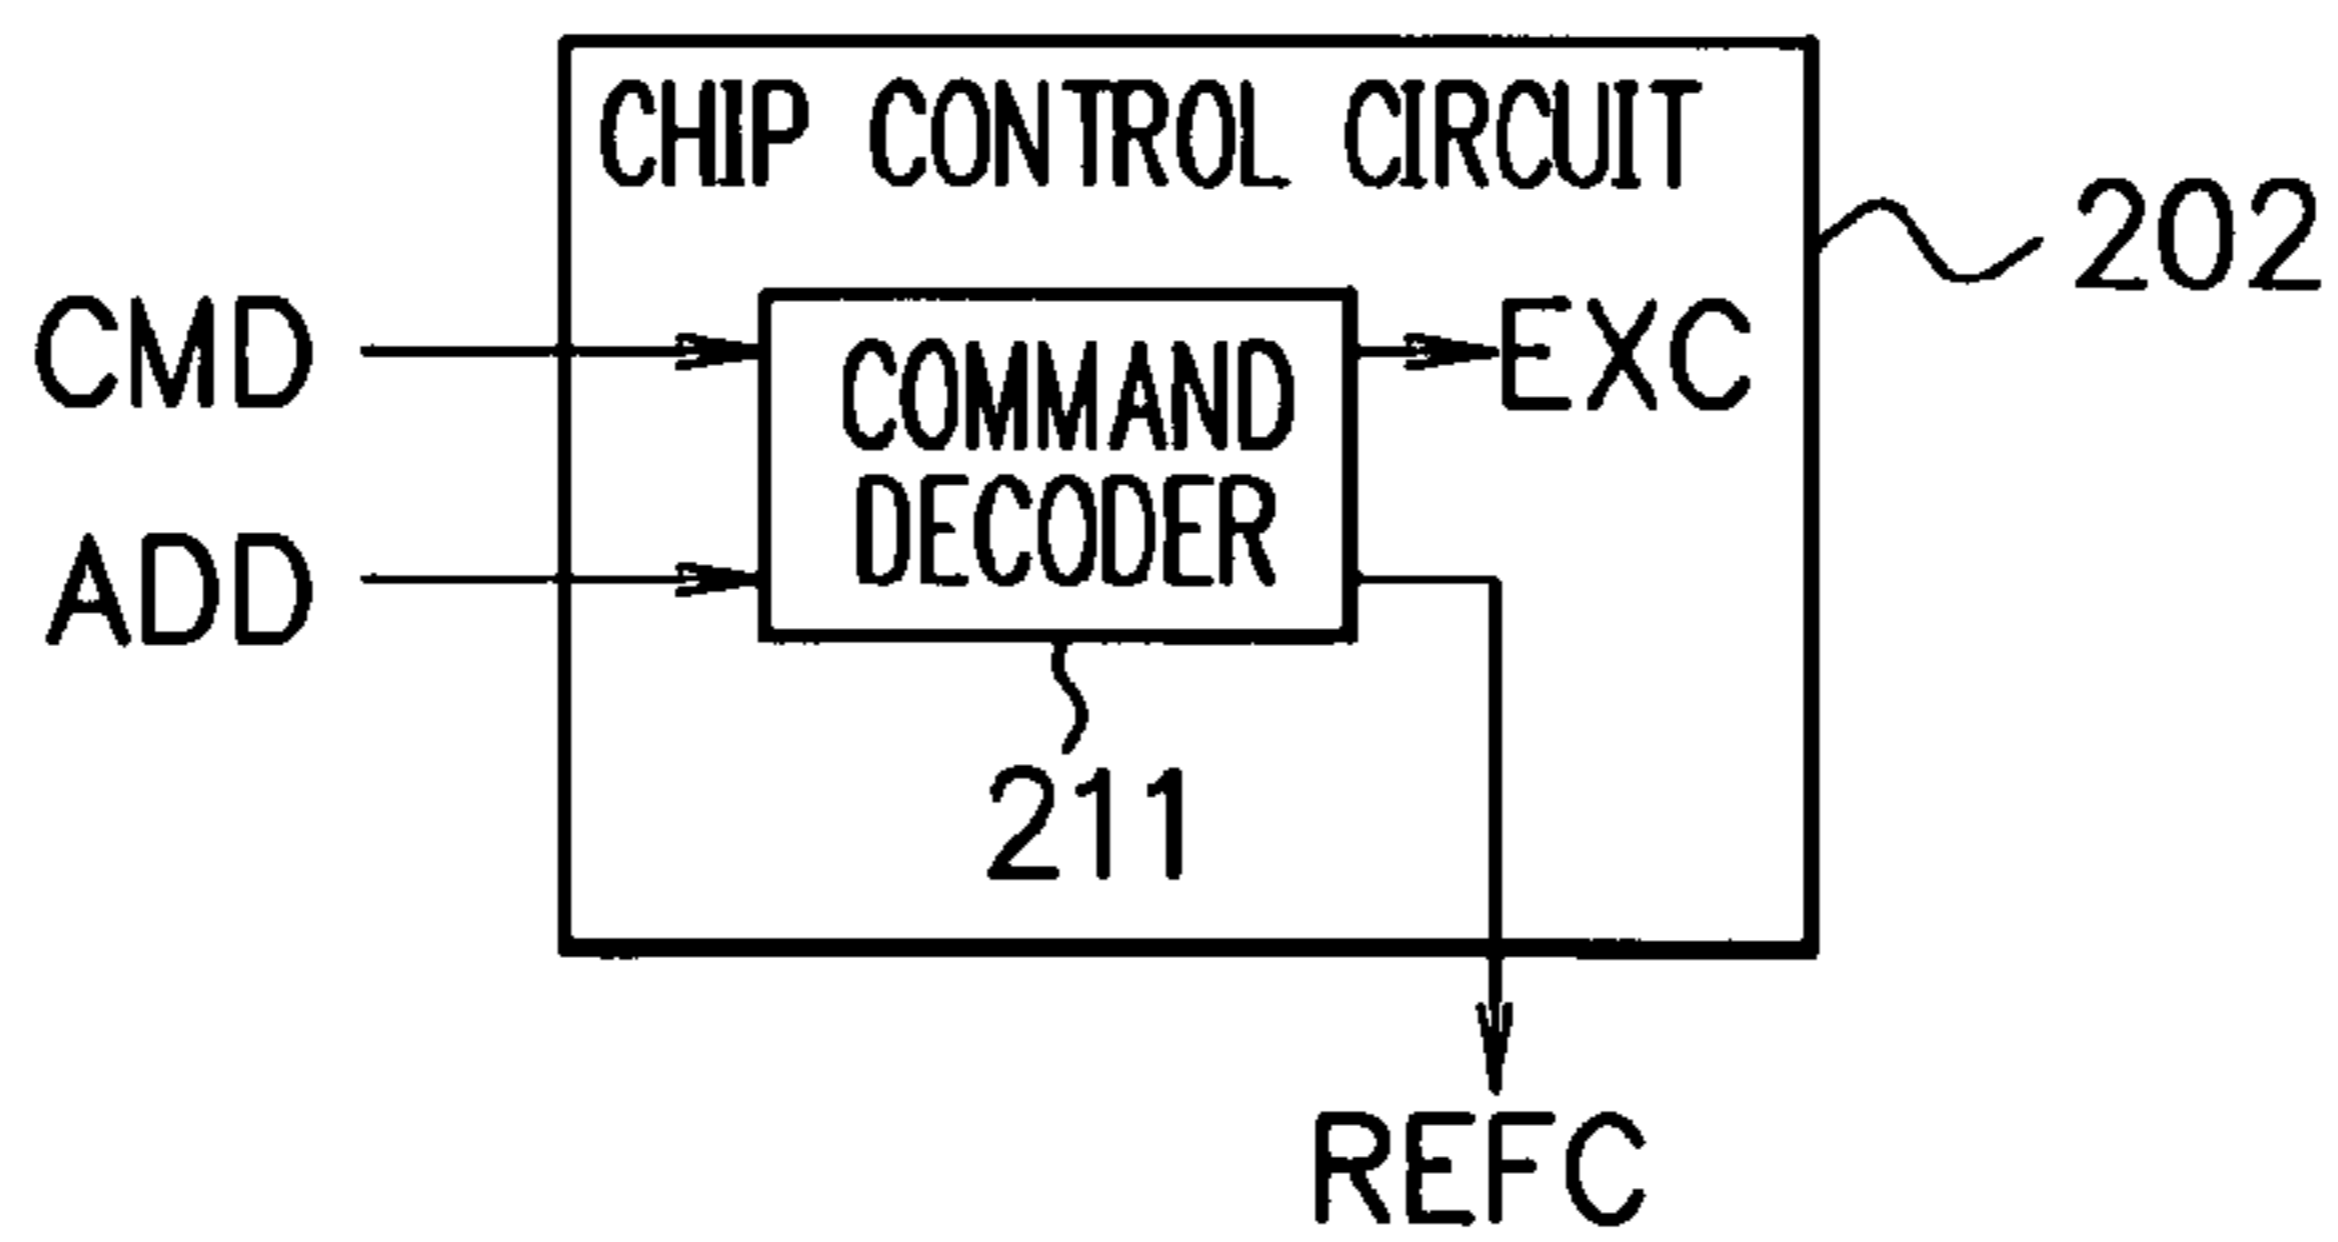 CHIP CONTROL CIRCUIT
202
CMD
EXC
COMMAND
DECODER
ADD
211
REFC